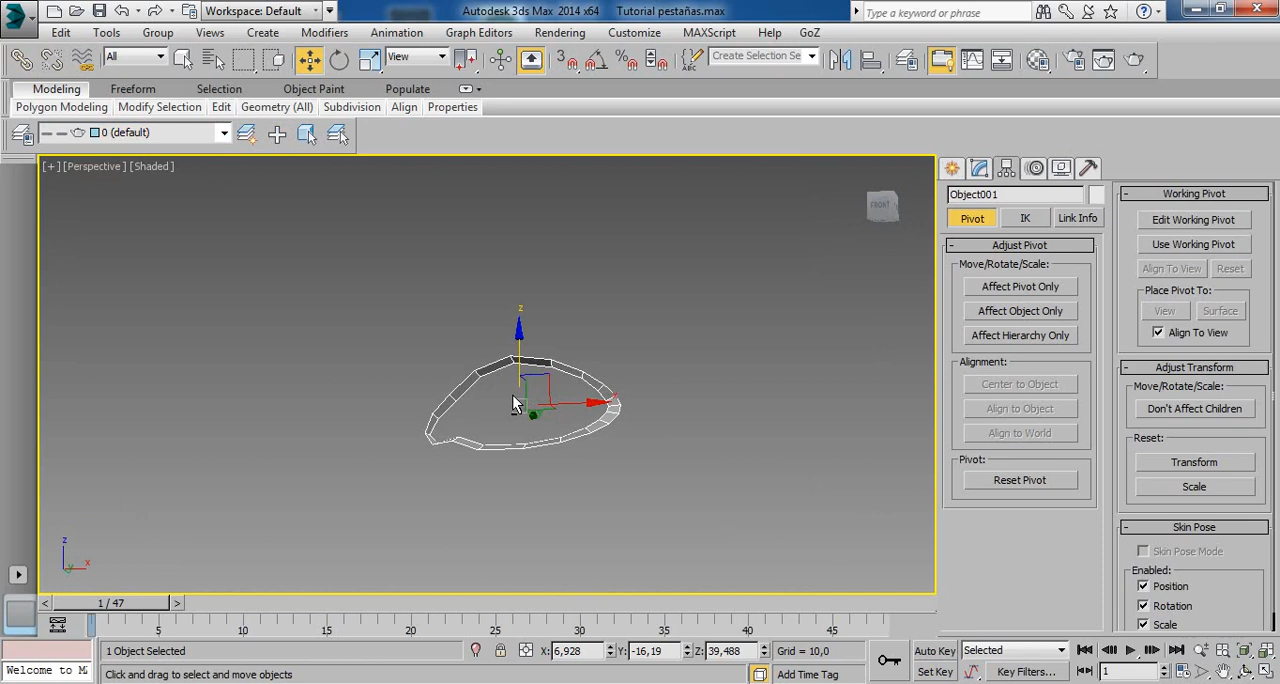 Workspace: Default
Autodesk 3ds Max 2014 x64 Tutorial pestañas.max
Type a keyword or phrase
Edit Tools Group Views Create Modifiers Animation Graph Editors Rendering Customize MAXScript Help GoZ
All View Create Selection Se
Modeling Freeform Selection Object Paint Populate
Polygon Modeling Modify Selection Edit Geometry (All) Subdivision Align Properties
0 (default)
[+] [Perspective] [Shaded]
FRONT
z
z
x
y
Object001
Pivot IK Link Info
- Adjust Pivot
Move/Rotate/Scale:
Affect Pivot Only
Affect Object Only
Affect Hierarchy Only
Alignment:
Center to Object
Align to Object
Align to World
Pivot:
Reset Pivot
- Working Pivot
Edit Working Pivot
Use Working Pivot
Align To View Reset
Place Pivot To:
View Surface
Align To View
- Adjust Transform
Move/Rotate/Scale:
Don't Affect Children
Reset:
Transform
Scale
- Skin Pose
Skin Pose Mode
Enabled:
Position
Rotation
Scale
< 1 / 47 >
5 10 15 20 25 30 35 40 45
1 Object Selected X: 6,928 Y: -16,19 Z: 39,488 Grid = 10,0 Auto Key Selected
Welcome to M Click and drag to select and move objects Add Time Tag Set Key Key Filters... 1